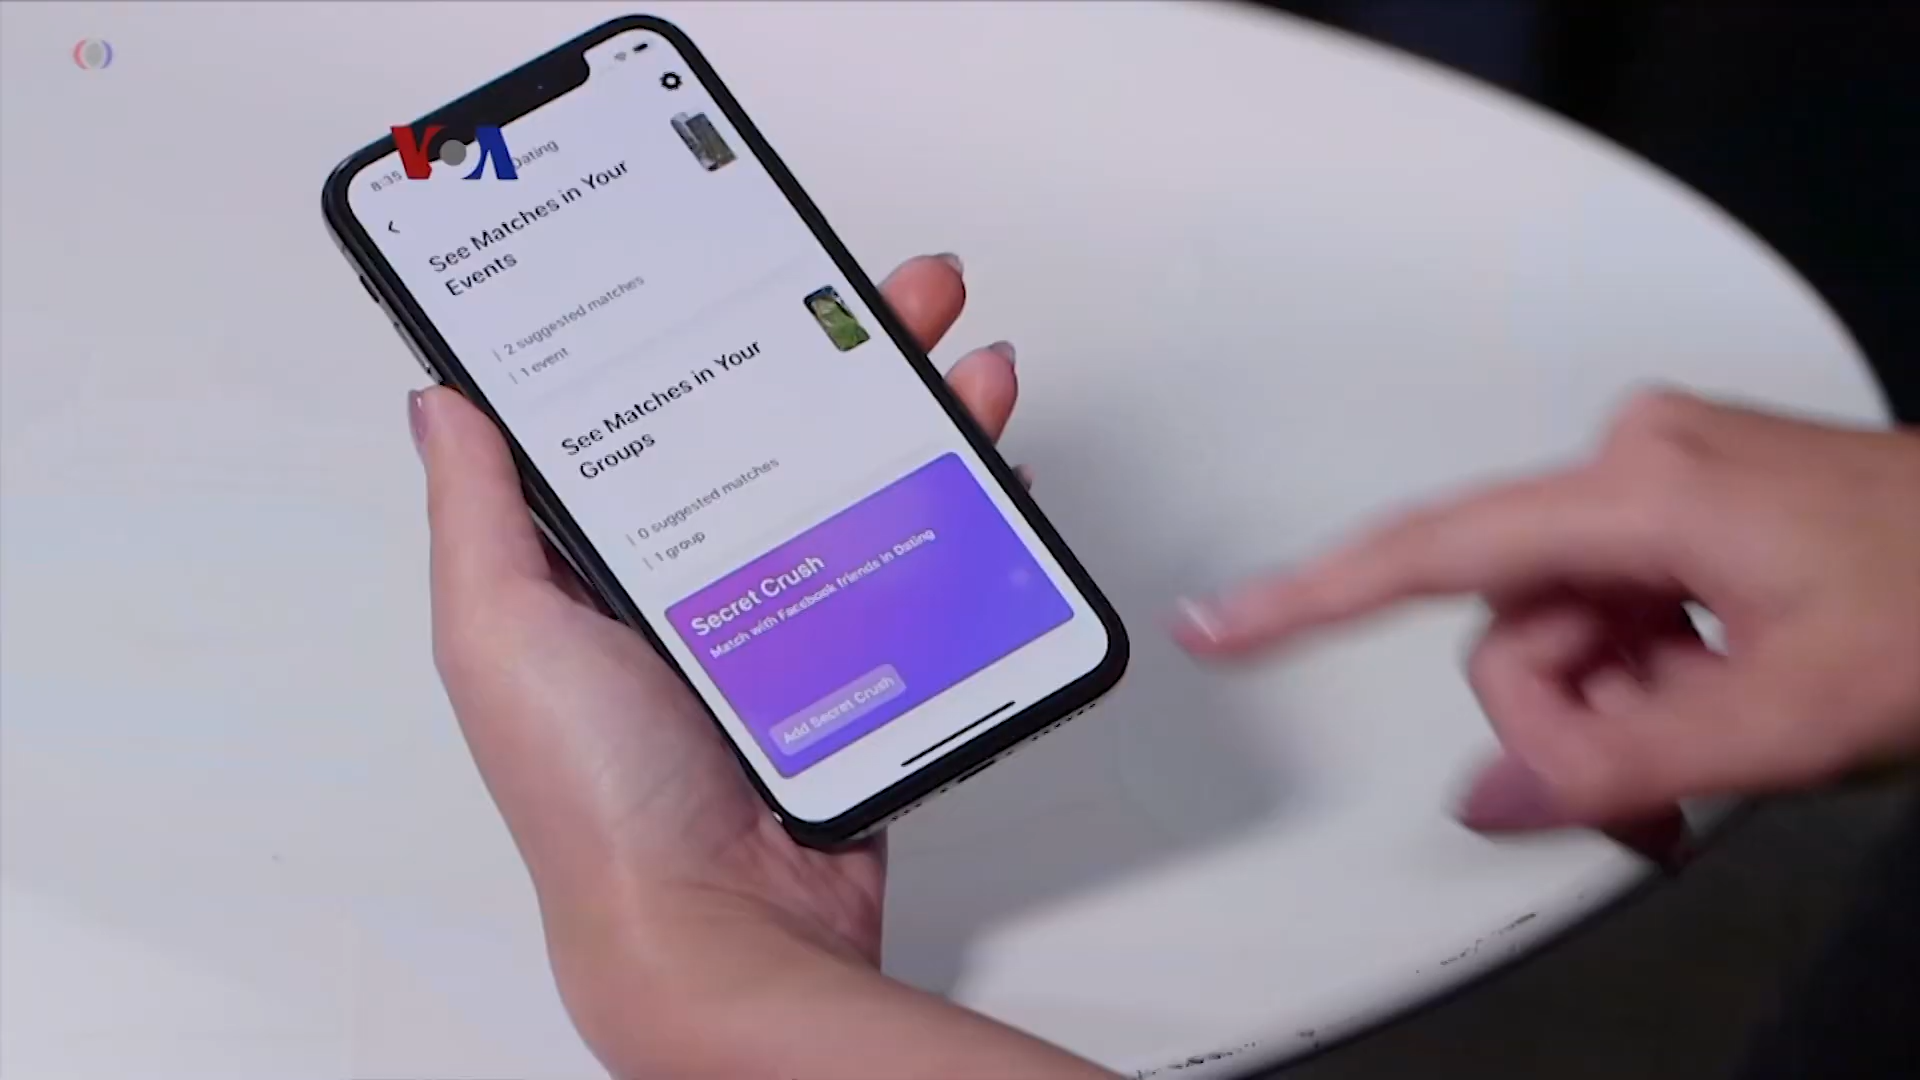 VOA
8:35
Dating
See Matches in Your
Events
2 suggested matches
1 event
See Matches in Your
Groups
0 suggested matches
1 group
Secret Crush
Match with Facebook friends in Dating
Add Secret Crush